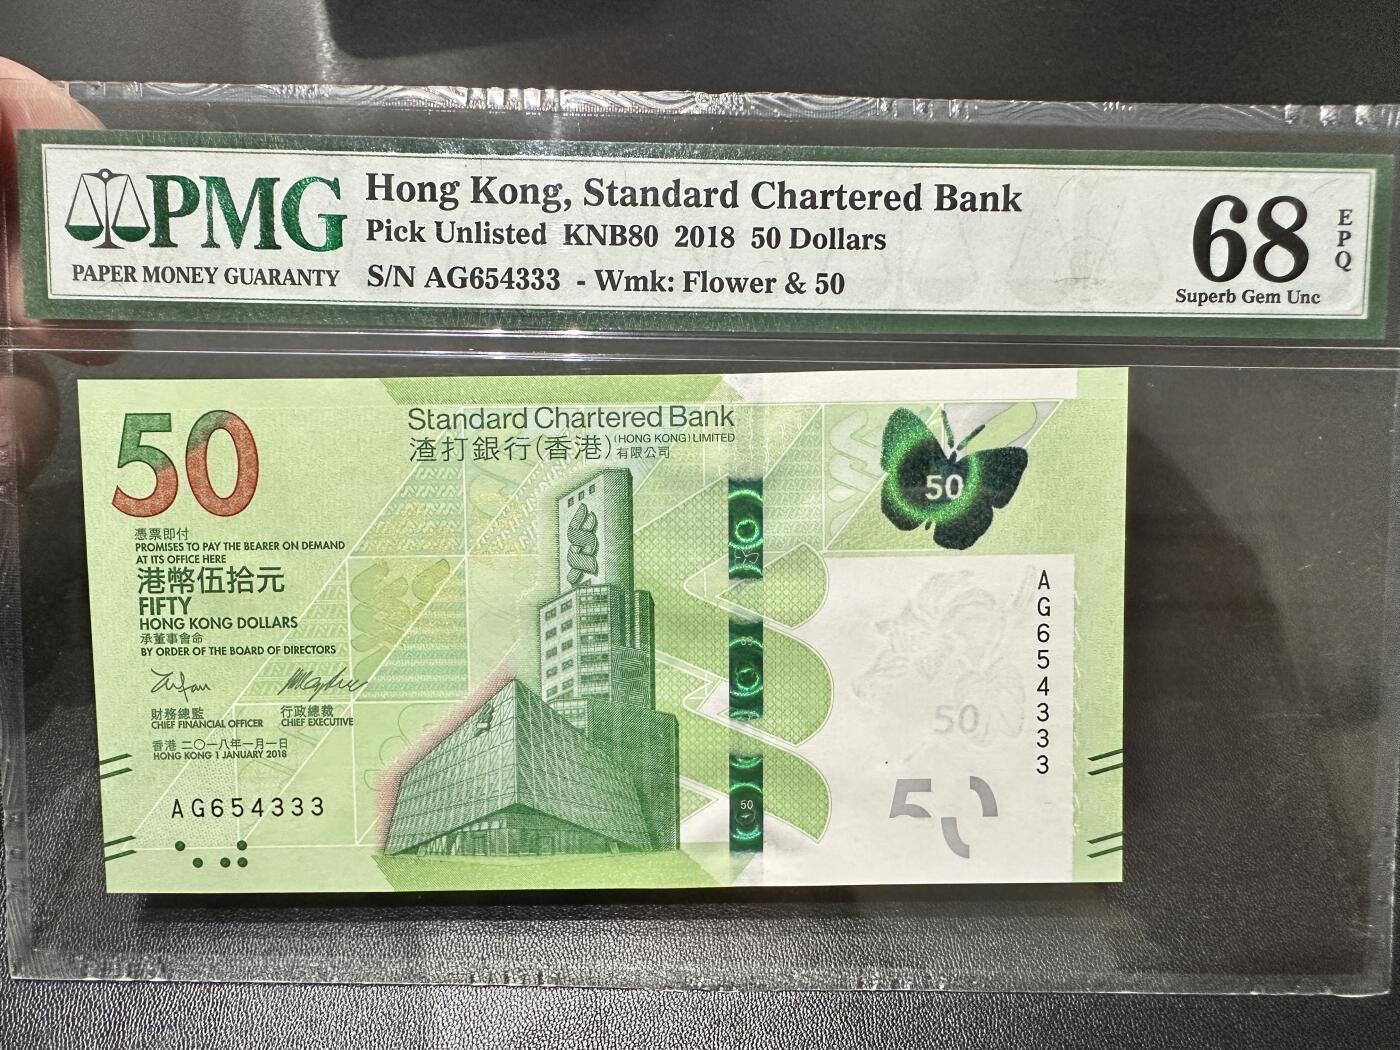 PMG
PAPER MONEY GUARANTY
Hong Kong, Standard Chartered Bank
Pick Unlisted KNB80 2018 50 Dollars
S/N AG654333 - Wmk: Flower & 50
68
EPQ
Superb Gem Unc
50
Standard Chartered Bank
渣打銀行(香港)
(HONG KONG) LIMITED
有限公司
憑票即付
PROMISES TO PAY THE BEARER ON DEMAND
AT ITS OFFICE HERE
港幣伍拾元
FIFTY
HONG KONG DOLLARS
承董事會命
BY ORDER OF THE BOARD OF DIRECTORS
財務總監
CHIEF FINANCIAL OFFICER
行政總裁
CHIEF EXECUTIVE
香港 二〇一八年一月一日
HONG KONG 1 JANUARY 2018
AG654333
50
50
AG654333
50
50